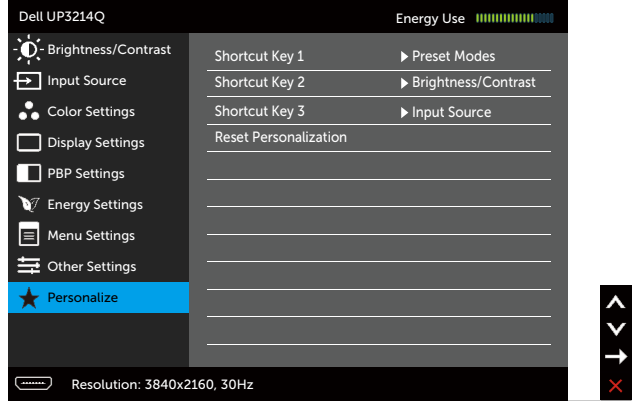 Dell UP3214Q
Energy Use
Brightness/Contrast
Shortcut Key 1
Preset Modes
Input Source
Shortcut Key 2
Brightness/Contrast
Color Settings
Shortcut Key 3
Input Source
Display Settings
Reset Personalization
PBP Settings
Energy Settings
Menu Settings
Other Settings
Personalize
Resolution: 3840x2160, 30Hz